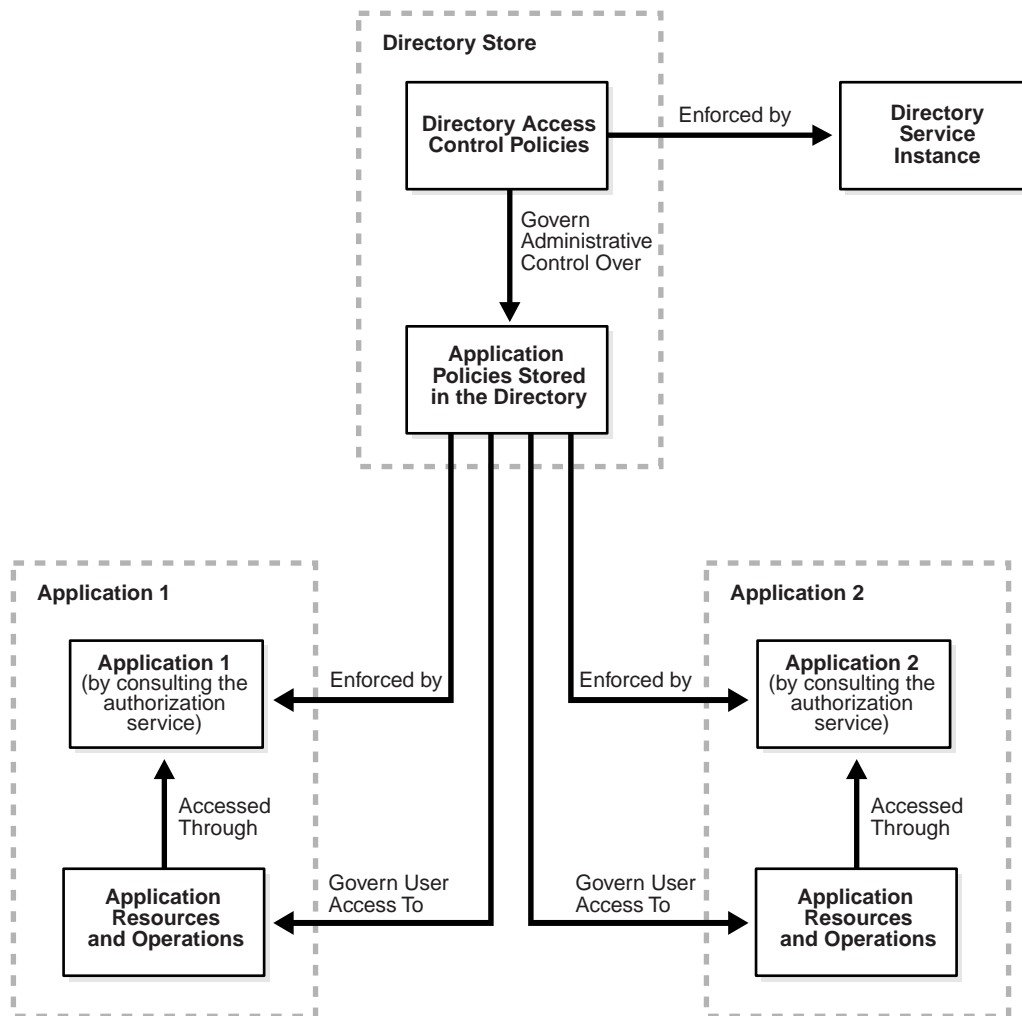 Directory Store
Directory Access
Control Policies
Enforced by
Directory
Service
Instance
Govern
Administrative
Control Over
Application
Policies Stored
in the Directory
Application 1
Application 1
(by consulting the
authorization
service)
Enforced by
Accessed
Through
Application
Resources
and Operations
Govern User
Access To
Application 2
Enforced by
Application 2
(by consulting the
authorization
service)
Accessed
Through
Govern User
Access To
Application
Resources
and Operations